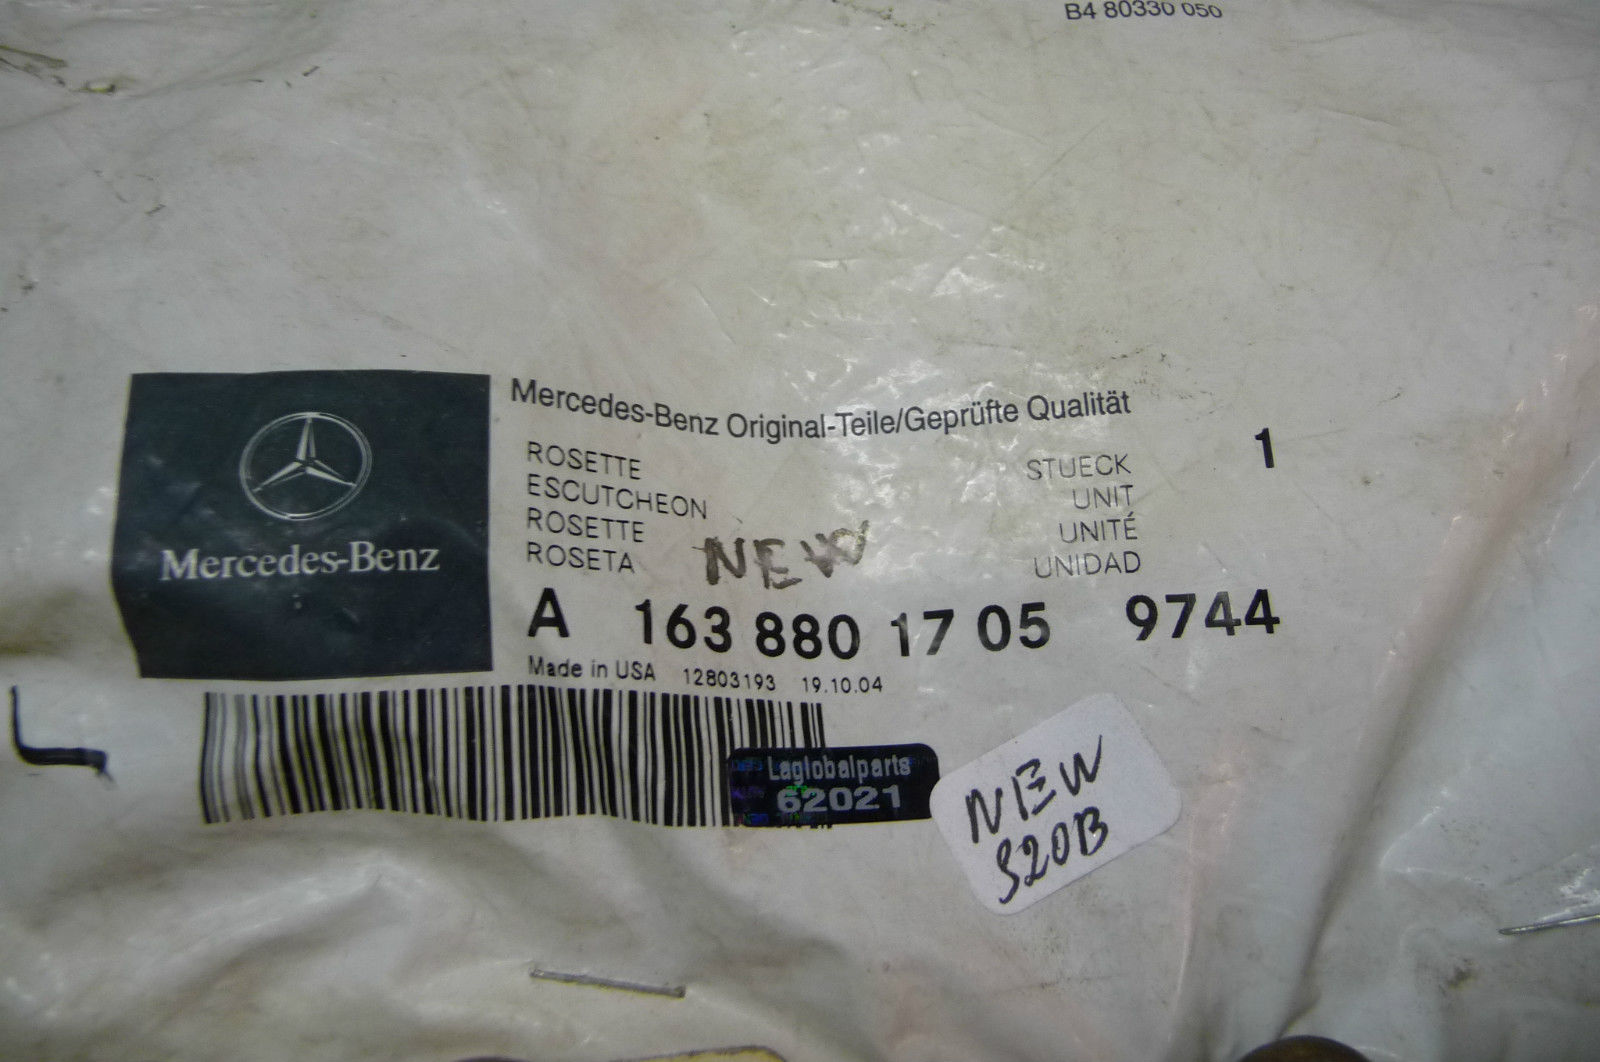 B4 80330 050
Mercedes-Benz Original-Teile/Geprüfte Qualität
Mercedes-Benz
ROSETTE STUECK 1
ESCUTCHEON UNIT
ROSETTE UNITÉ
ROSETA UNIDAD
NEW
A 163 880 17 05 9744
Made in USA 12803193 19.10.04
Laglobalparts
62021
NEW
320B